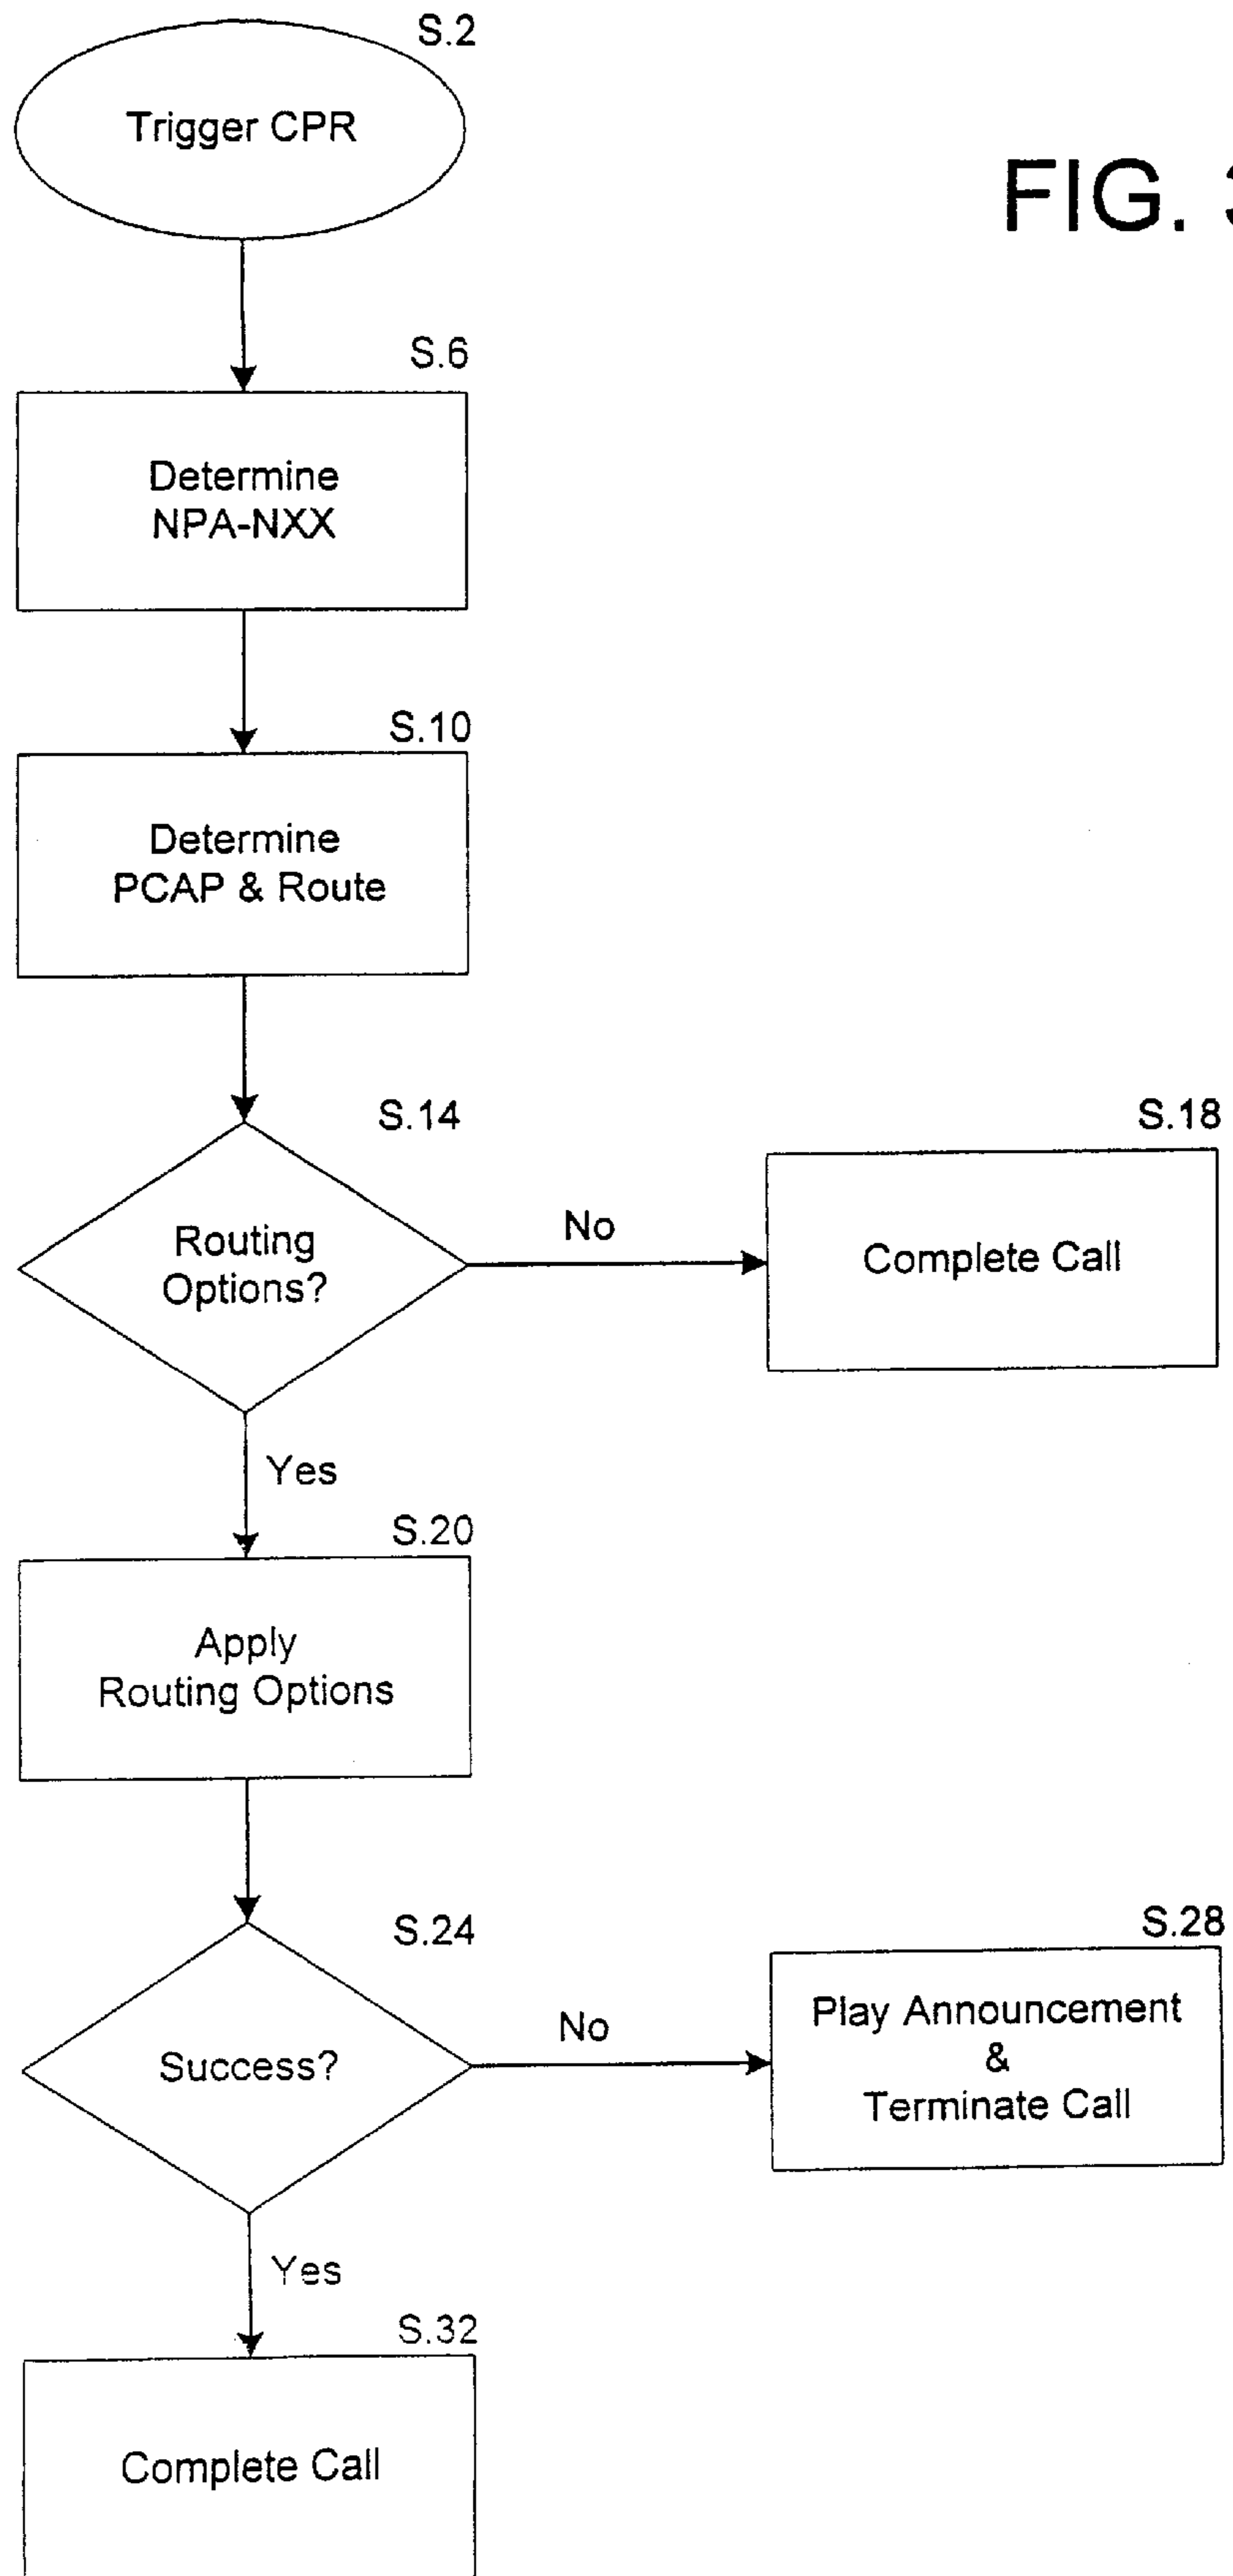 S.2
Trigger CPR
FIG. 3
S.6
Determine
NPA-NXX
S.10
Determine
PCAP & Route
S.14
Routing
Options?
No
S.18
Complete Call
Yes
S.20
Apply
Routing Options
S.24
Success?
No
S.28
Play Announcement
&
Terminate Call
Yes
S.32
Complete Call